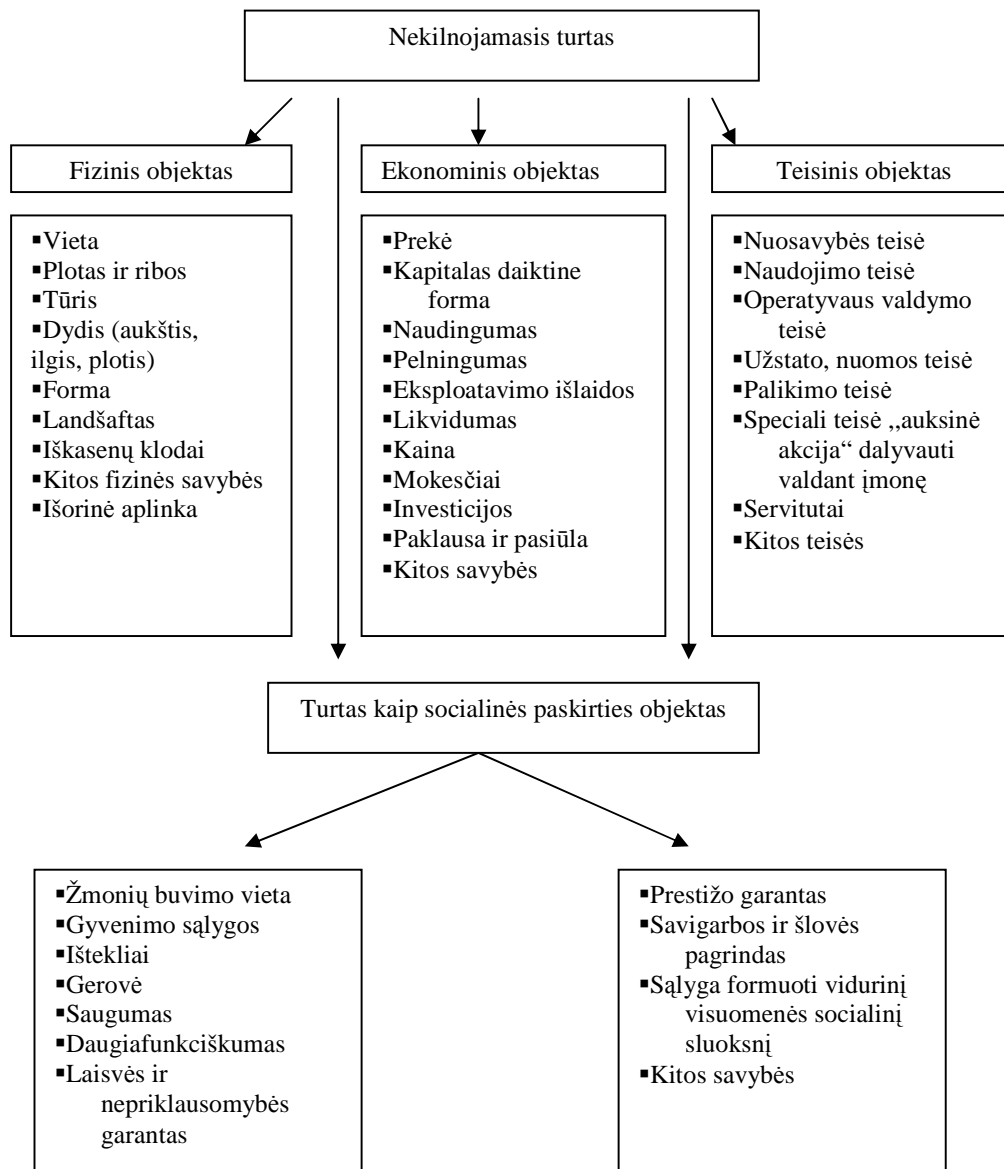 Nekilnojamasis turtas
Fizinis objektas
Ekonominis objektas
Teisinis objektas
▪Vieta
▪Plotas ir ribos
▪Tūris
▪Dydis (aukštis,
ilgis, plotis)
▪Forma
▪Landšaftas
▪Iškasenų klodai
▪Kitos fizinės savybės
▪Išorinė aplinka
▪Prekė
▪Kapitalas daiktine
forma
▪Naudingumas
▪Pelningumas
▪Eksploatavimo išlaidos
▪Likvidumas
▪Kaina
▪Mokesčiai
▪Investicijos
▪Paklausa ir pasiūla
▪Kitos savybės
▪Nuosavybės teisė
▪Naudojimo teisė
▪Operatyvaus valdymo
teisė
▪Užstato, nuomos teisė
▪Palikimo teisė
▪Speciali teisė ,,auksinė
akcija“ dalyvauti
valdant įmonę
▪Servitutai
▪Kitos teisės
Turtas kaip socialinės paskirties objektas
▪Žmonių buvimo vieta
▪Gyvenimo sąlygos
▪Ištekliai
▪Gerovė
▪Saugumas
▪Daugiafunkciškumas
▪Laisvės ir
nepriklausomybės
garantas
▪Prestižo garantas
▪Savigarbos ir šlovės
pagrindas
▪Sąlyga formuoti vidurinį
visuomenės socialinį
sluoksnį
▪Kitos savybės